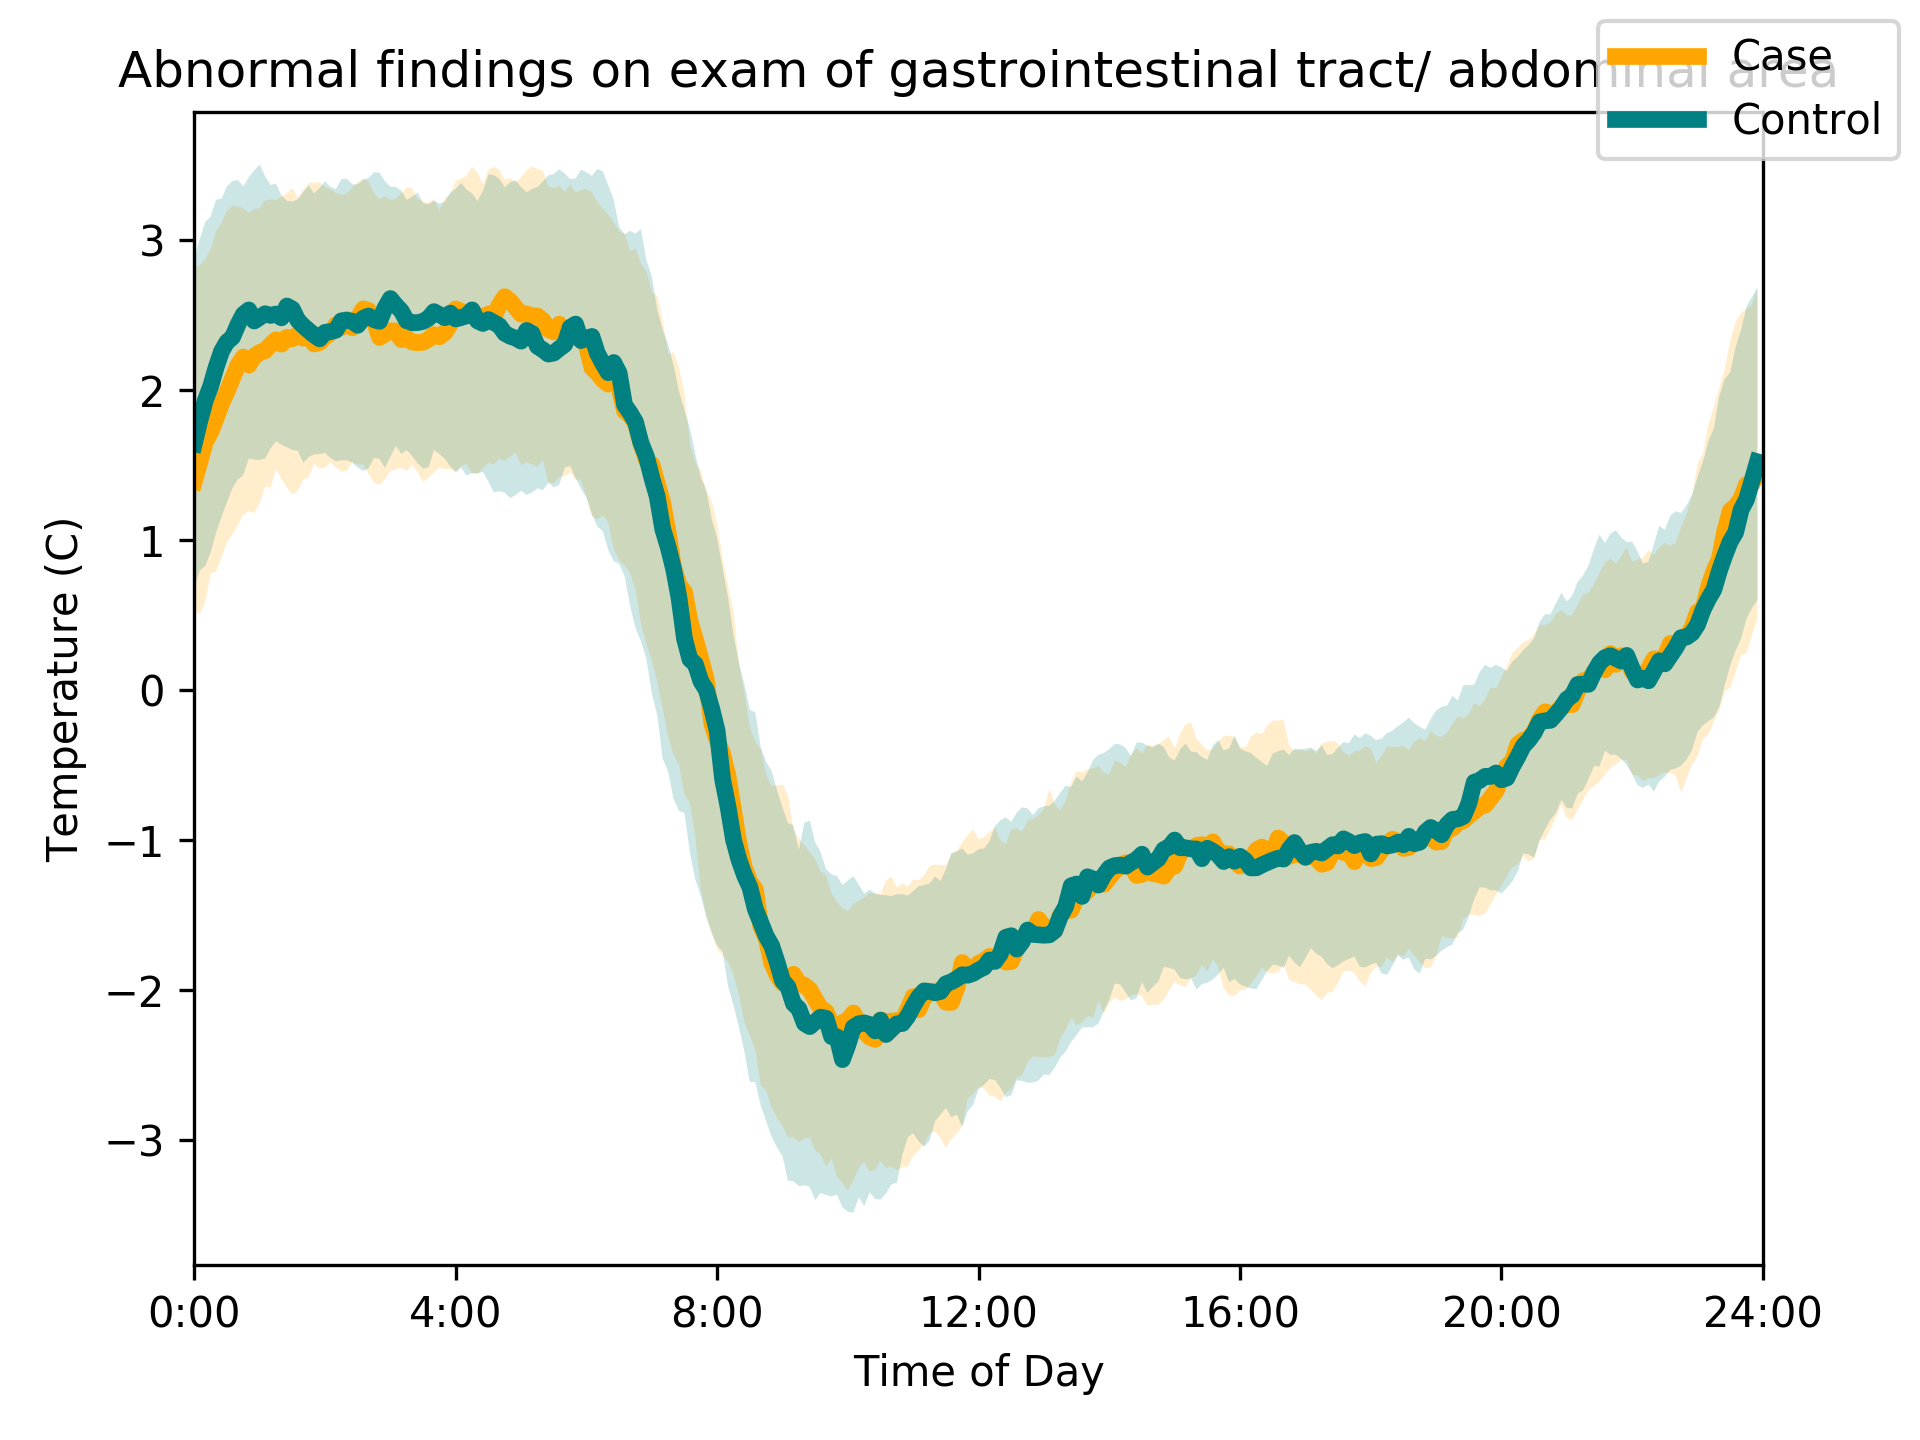 Abnormal findings on exam of gastrointestinal tract/ abdominal area
Case
Control
Temperature (C)
3
2
1
0
−1
−2
−3
0:00 4:00 8:00 12:00 16:00 20:00 24:00
Time of Day